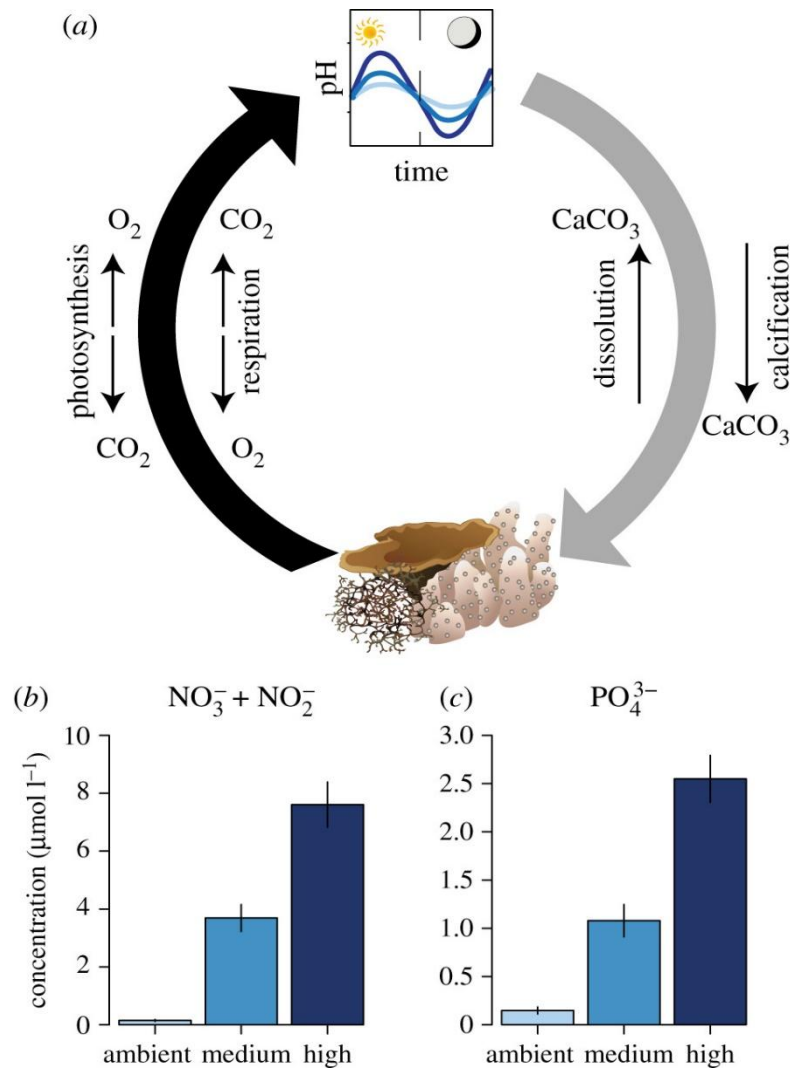 (a)
pH
time
O₂
CO₂
photosynthesis
respiration
CO₂
O₂
CaCO₃
dissolution
calcification
CaCO₃
(b)
NO₃⁻ + NO₂⁻
(c)
PO₄³⁻
concentration (µmol l⁻¹)
10
8
6
4
2
0
ambient medium high
3.0
2.5
2.0
1.5
1.0
0.5
0
ambient medium high